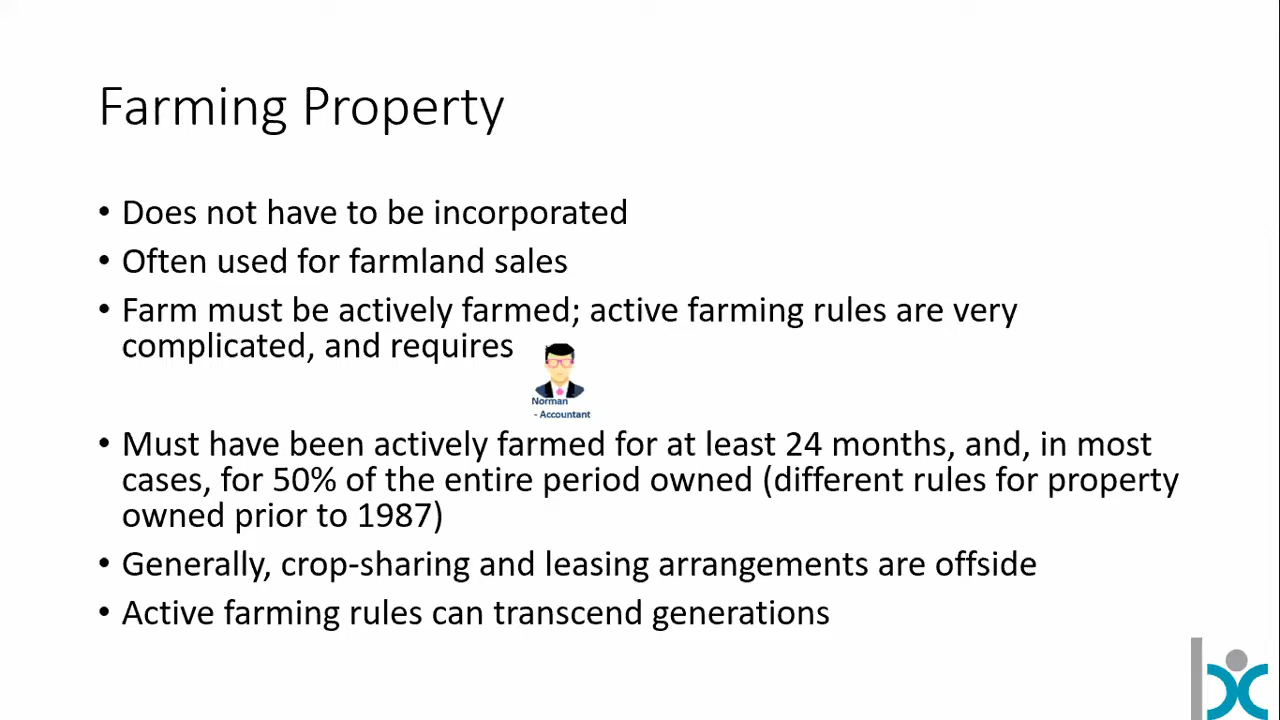 Farming Property
• Does not have to be incorporated
• Often used for farmland sales
• Farm must be actively farmed; active farming rules are very
complicated, and requires
Norman
- Accountant
• Must have been actively farmed for at least 24 months, and, in most
cases, for 50% of the entire period owned (different rules for property
owned prior to 1987)
• Generally, crop-sharing and leasing arrangements are offside
• Active farming rules can transcend generations